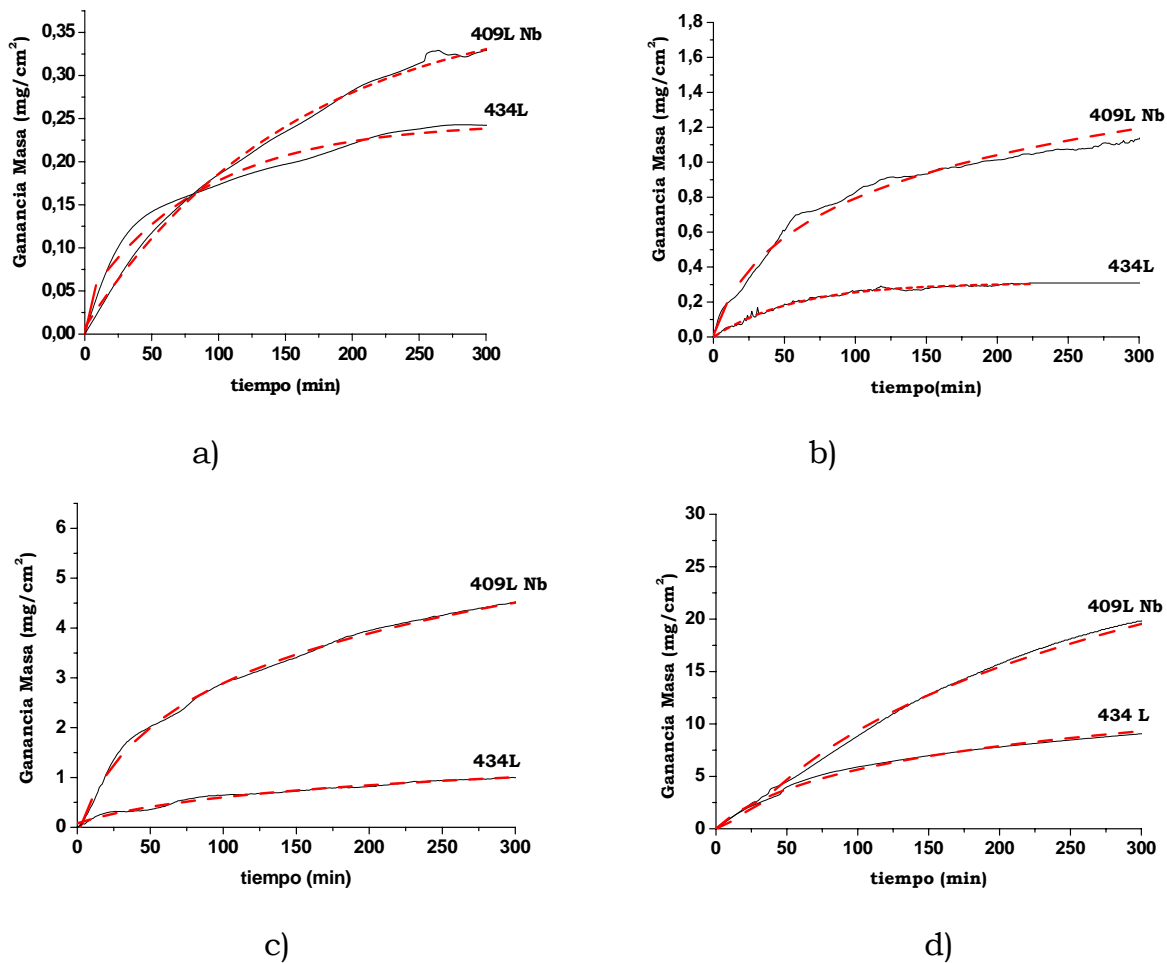 0,35
0,30
0,25
0,20
0,15
0,10
0,05
0,00
Ganancia Masa (mg/cm²)
409L Nb
434L
0 50 100 150 200 250 300
tiempo (min)
a)
1,8
1,6
1,4
1,2
1,0
0,8
0,6
0,4
0,2
0,0
Ganancia Masa (mg/cm²)
409L Nb
434L
0 50 100 150 200 250 300
tiempo(min)
b)
6
5
4
3
2
1
0
Ganancia Masa (mg/cm²)
409L Nb
434L
0 50 100 150 200 250 300
tiempo (min)
c)
30
25
20
15
10
5
0
Ganancia Masa (mg/cm²)
409L Nb
434 L
0 50 100 150 200 250 300
tiempo (min)
d)